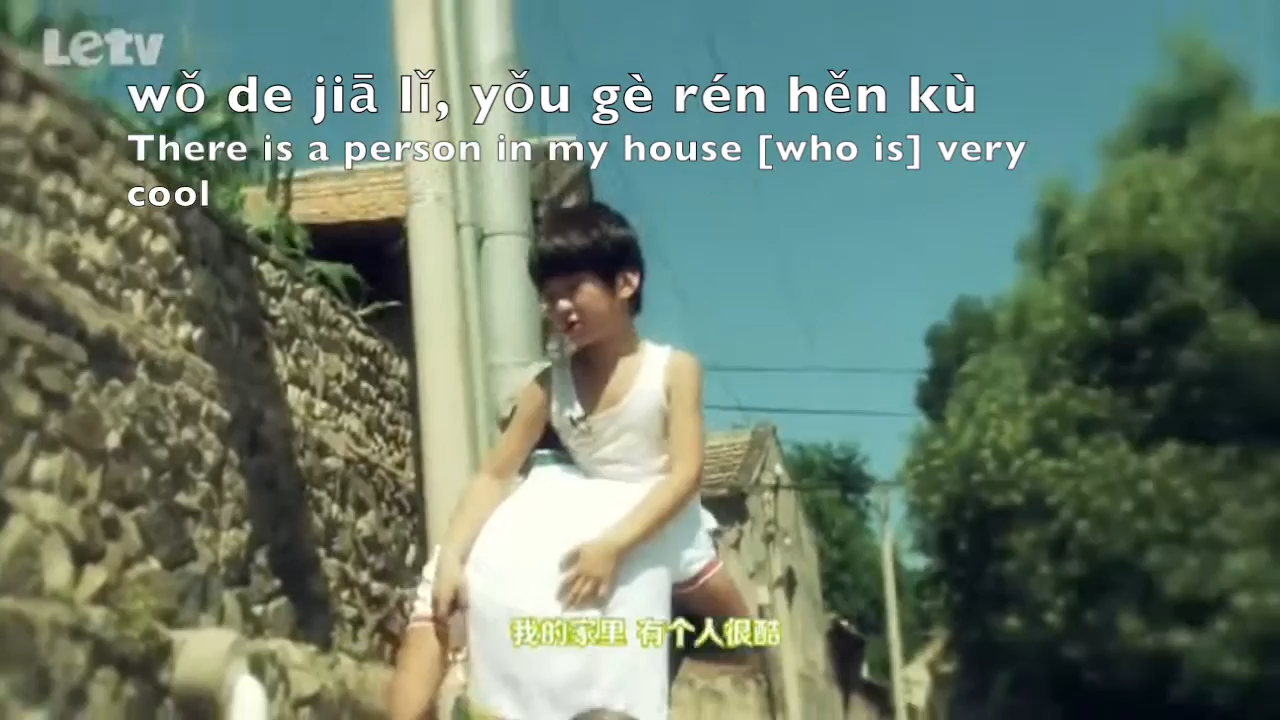 Letv
wǒ de jiā lǐ, yǒu gè rén hěn kù
There is a person in my house [who is] very
cool
我的家里 有个人很酷